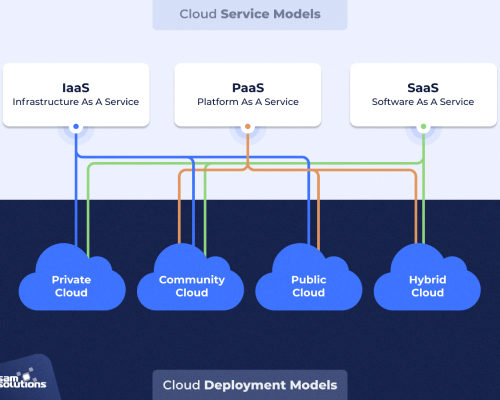 Cloud Service Models
IaaS
Infrastructure As A Service
PaaS
Platform As A Service
SaaS
Software As A Service
Private
Cloud
Community
Cloud
Public
Cloud
Hybrid
Cloud
sam
solutions
Cloud Deployment Models